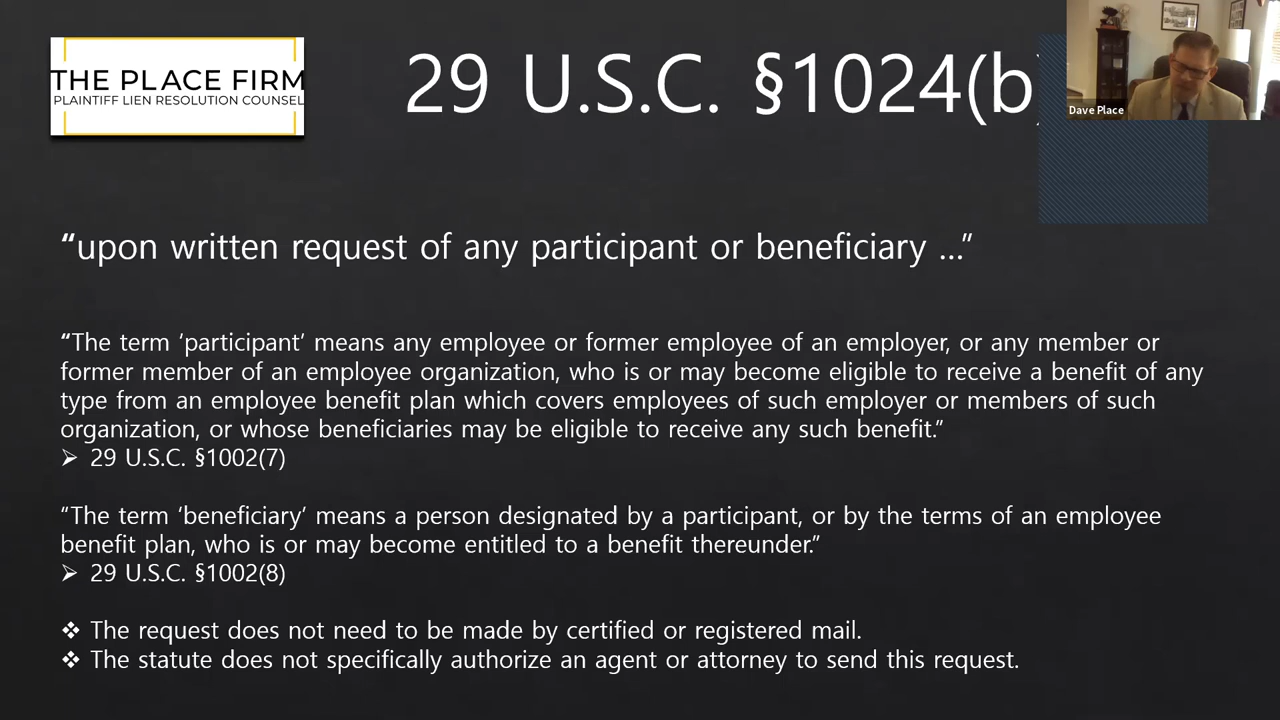 THE PLACE FIRM
PLAINTIFF LIEN RESOLUTION COUNSEL
29 U.S.C. §1024(b)
Dave Place
“upon written request of any participant or beneficiary ...”
“The term ‘participant’ means any employee or former employee of an employer, or any member or
former member of an employee organization, who is or may become eligible to receive a benefit of any
type from an employee benefit plan which covers employees of such employer or members of such
organization, or whose beneficiaries may be eligible to receive any such benefit.”
➢ 29 U.S.C. §1002(7)
“The term ‘beneficiary’ means a person designated by a participant, or by the terms of an employee
benefit plan, who is or may become entitled to a benefit thereunder.”
➢ 29 U.S.C. §1002(8)
❖ The request does not need to be made by certified or registered mail.
❖ The statute does not specifically authorize an agent or attorney to send this request.